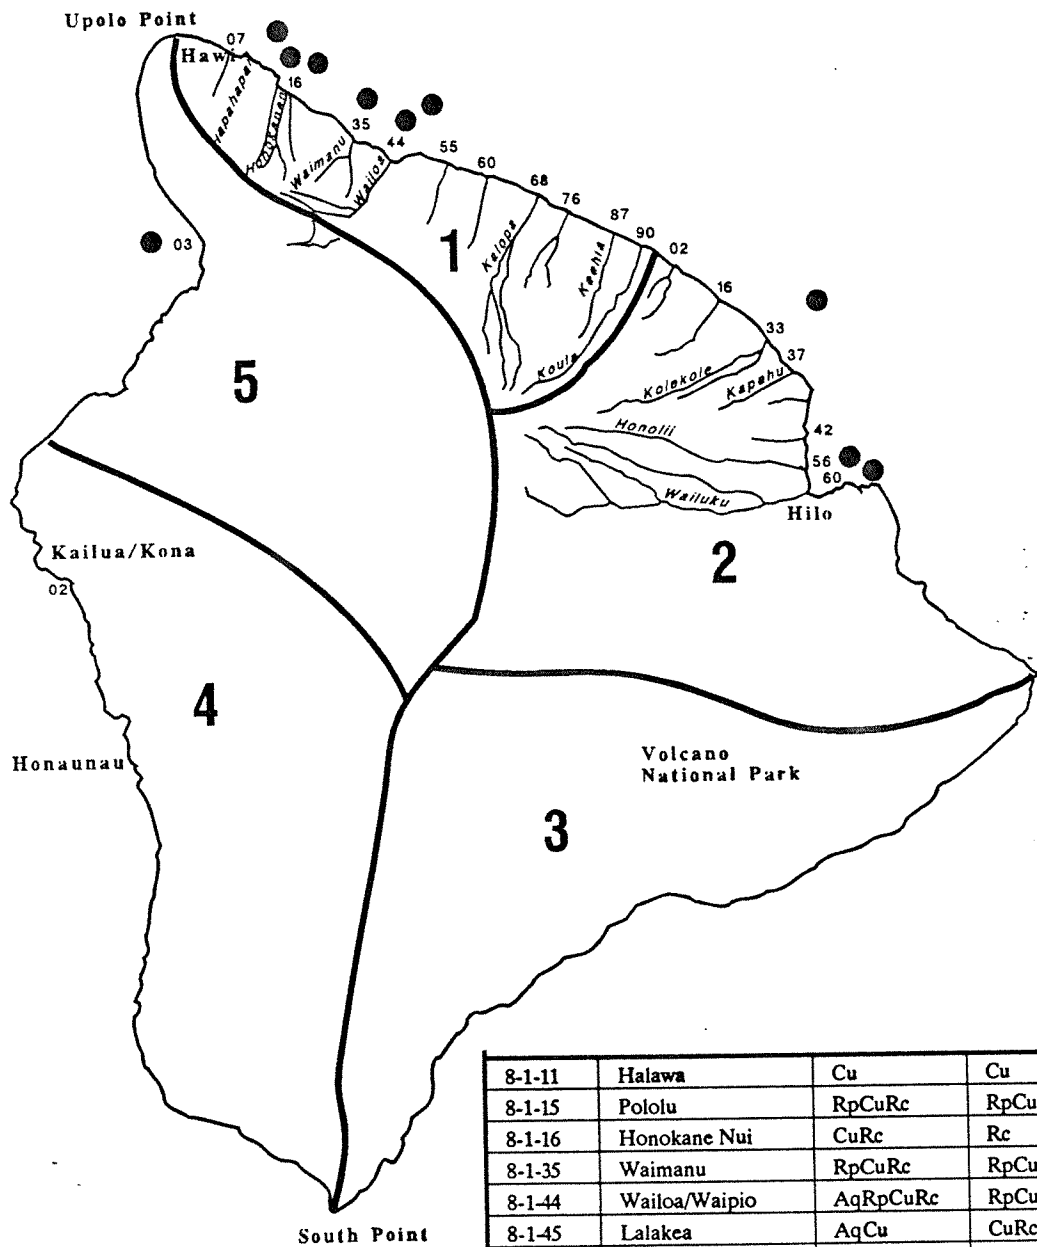 Upolo Point
07
Hawi
16
Honokanen
Waimanu
35
44
Wailoa
55
60
68
76
87
90
02
1
Kalopa
Keehia
Koula
03
16
33
37
Kolekole
Kapahu
5
Honolii
42
56
60
Wailuku
Hilo
Kailua/Kona
02
2
4
Honaunau
Volcano
National Park
3
8-1-11 Halawa Cu Cu
8-1-15 Pololu RpCuRc RpCu
8-1-16 Honokane Nui CuRc Rc
8-1-35 Waimanu RpCuRc RpCu
8-1-44 Wailoa/Waipio AqRpCuRc RpCu
8-1-45 Lalakea AqCu CuRc
South Point